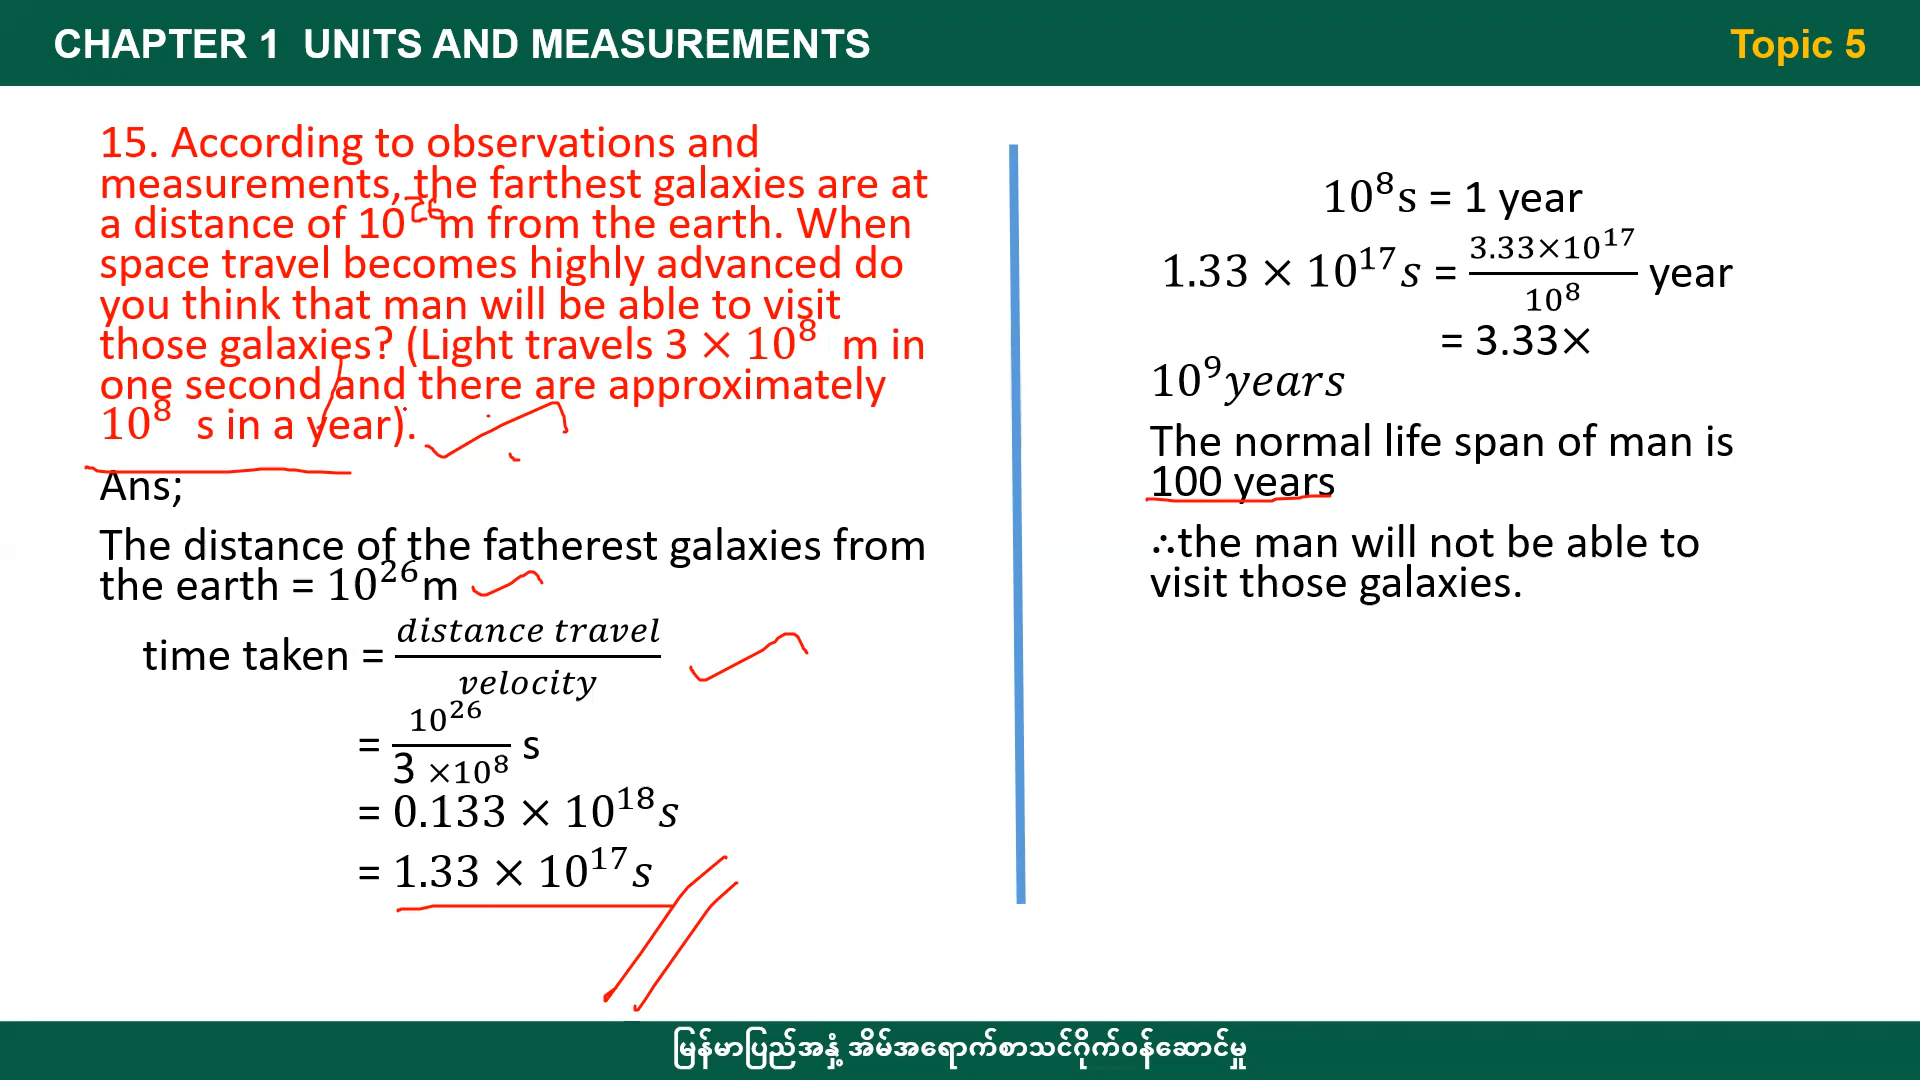 CHAPTER 1 UNITS AND MEASUREMENTS
Topic 5
15. According to observations and
measurements, the farthest galaxies are at
a distance of 10²⁶m from the earth. When
space travel becomes highly advanced do
you think that man will be able to visit
those galaxies? (Light travels 3 × 10⁸ m in
one second and there are approximately
10⁸ s in a year).
Ans;
The distance of the fatherest galaxies from
the earth = 10²⁶m
time taken = distance travel / velocity
= 10²⁶ / 3 ×10⁸ s
= 0.133 × 10¹⁸s
= 1.33 × 10¹⁷s
10⁸s = 1 year
1.33 × 10¹⁷s = 3.33×10¹⁷ / 10⁸ year
= 3.33×
10⁹years
The normal life span of man is
100 years
∴the man will not be able to
visit those galaxies.
မြန်မာပြည်အနှံ့ အိမ်အရောက်စာသင်ဂိုက်ဝန်ဆောင်မှု